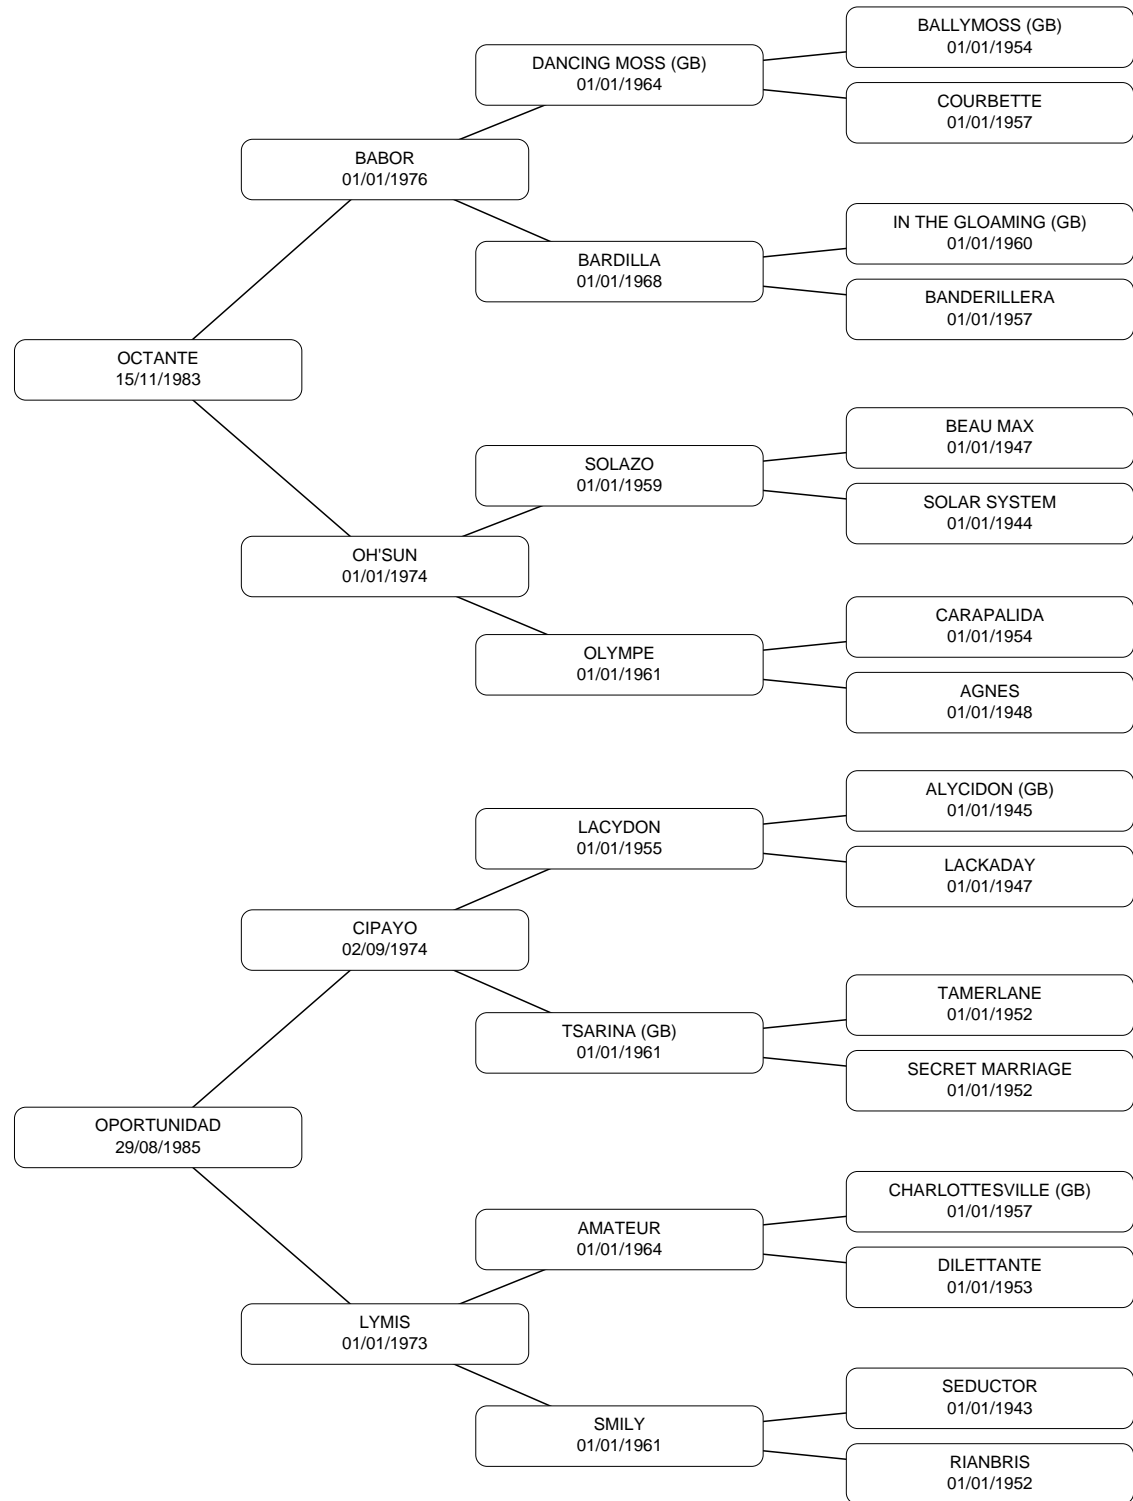 BALLYMOSS (GB)
01/01/1954
DANCING MOSS (GB)
01/01/1964
COURBETTE
01/01/1957
BABOR
01/01/1976
IN THE GLOAMING (GB)
01/01/1960
BARDILLA
01/01/1968
BANDERILLERA
01/01/1957
OCTANTE
15/11/1983
BEAU MAX
01/01/1947
SOLAZO
01/01/1959
SOLAR SYSTEM
01/01/1944
OH'SUN
01/01/1974
CARAPALIDA
01/01/1954
OLYMPE
01/01/1961
AGNES
01/01/1948
ALYCIDON (GB)
01/01/1945
LACYDON
01/01/1955
LACKADAY
01/01/1947
CIPAYO
02/09/1974
TAMERLANE
01/01/1952
TSARINA (GB)
01/01/1961
SECRET MARRIAGE
01/01/1952
OPORTUNIDAD
29/08/1985
CHARLOTTESVILLE (GB)
01/01/1957
AMATEUR
01/01/1964
DILETTANTE
01/01/1953
LYMIS
01/01/1973
SEDUCTOR
01/01/1943
SMILY
01/01/1961
RIANBRIS
01/01/1952